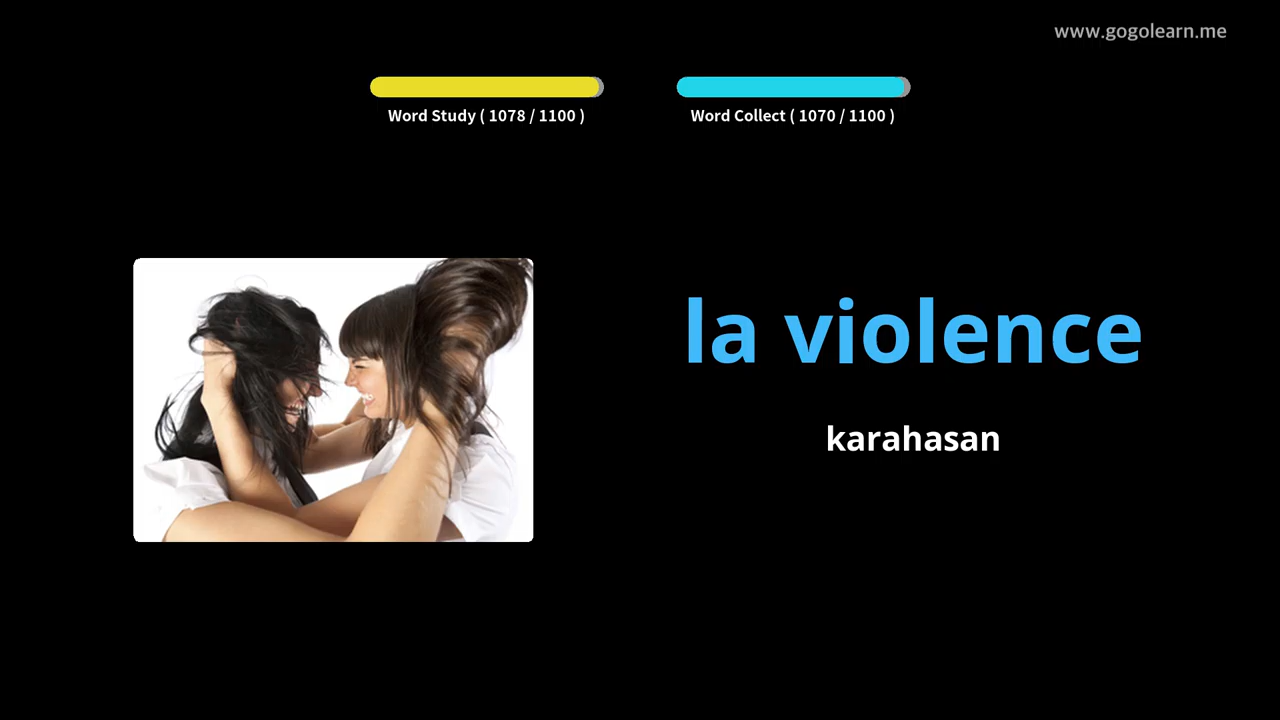 www.gogolearn.me
Word Study ( 1078 / 1100 )
Word Collect ( 1070 / 1100 )
la violence
karahasan